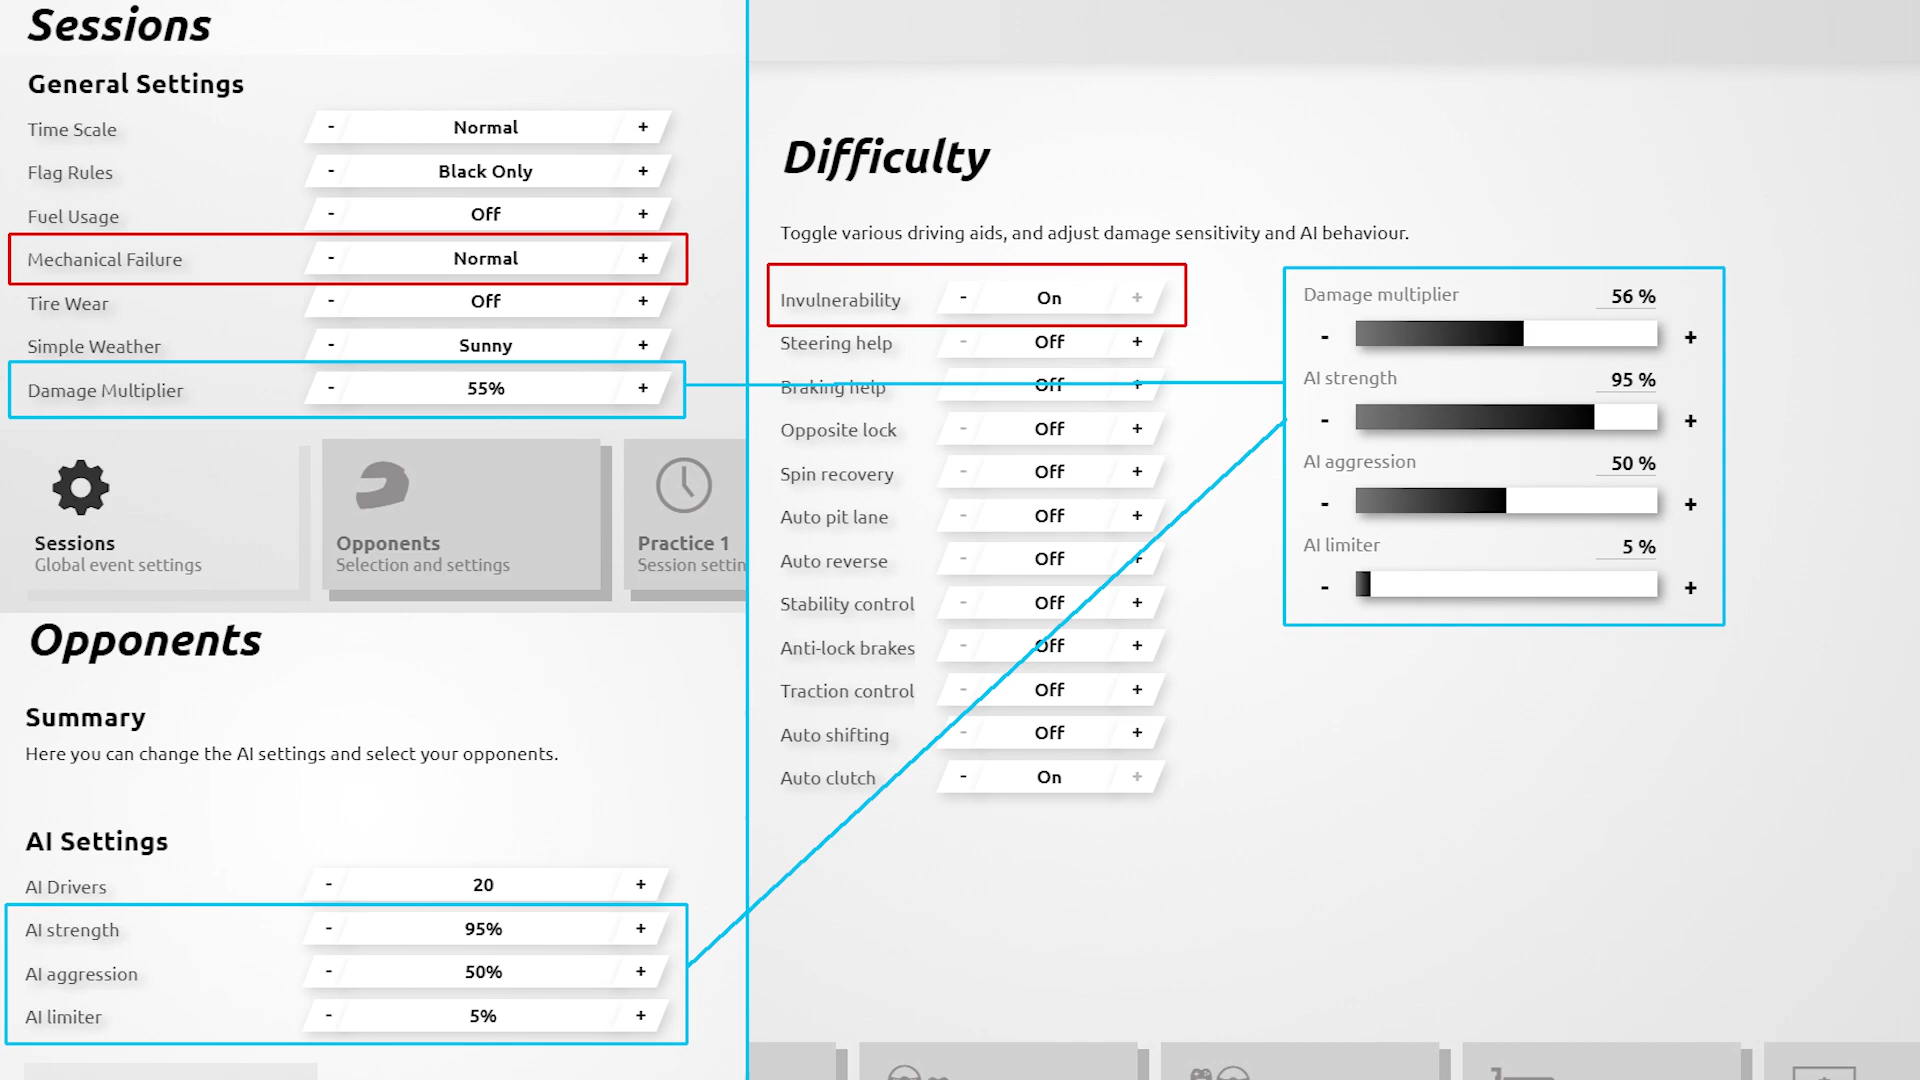 Sessions
General Settings
Time Scale - Normal +
Flag Rules - Black Only +
Fuel Usage - Off +
Mechanical Failure - Normal +
Tire Wear - Off +
Simple Weather - Sunny +
Damage Multiplier - 55% +
Sessions
Global event settings
Opponents
Selection and settings
Practice 1
Session settin
Opponents
Summary
Here you can change the AI settings and select your opponents.
AI Settings
AI Drivers - 20 +
AI strength - 95% +
AI aggression - 50% +
AI limiter - 5% +
Difficulty
Toggle various driving aids, and adjust damage sensitivity and AI behaviour.
Invulnerability - On +
Steering help - Off +
Braking help Off +
Opposite lock - Off +
Spin recovery - Off +
Auto pit lane - Off +
Auto reverse - Off +
Stability control - Off +
Anti-lock brakes - Off +
Traction control - Off +
Auto shifting - Off +
Auto clutch - On +
Damage multiplier 56 %
- +
AI strength 95 %
- +
AI aggression 50 %
- +
AI limiter 5 %
- +